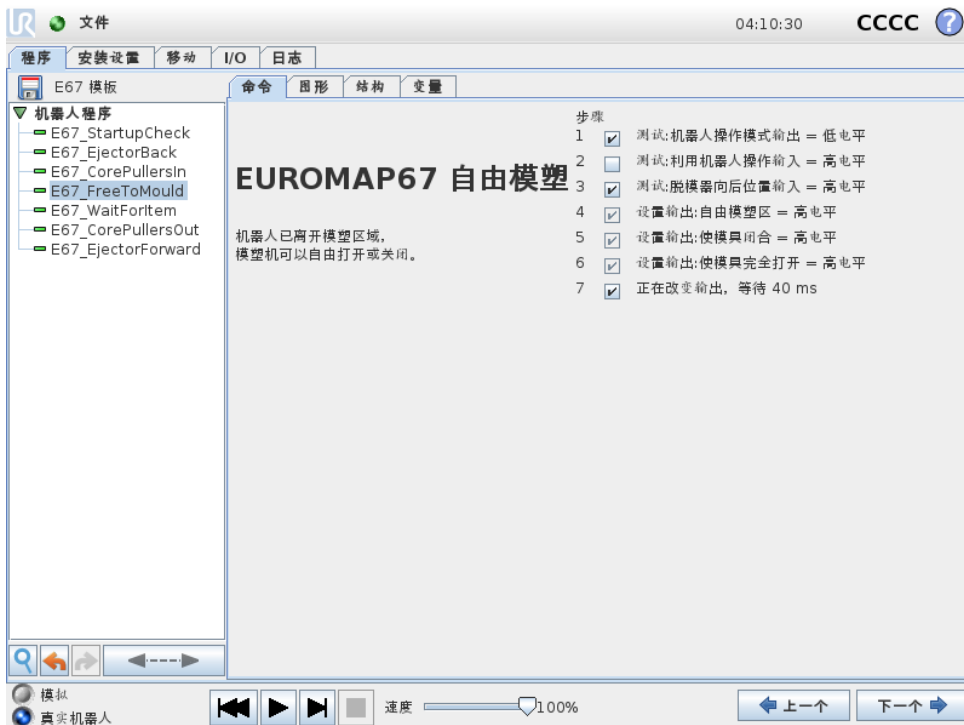 UR 文件 04:10:30 CCCC ?
程序 安装设置 移动 I/O 日志
E67 模板
命令 图形 结构 变量
机器人程序
E67_StartupCheck
E67_EjectorBack
E67_CorePullersIn
E67_FreeToMould
E67_WaitForItem
E67_CorePullersOut
E67_EjectorForward
EUROMAP67 自由模塑
机器人已离开模塑区域,
模塑机可以自由打开或关闭。
步骤
1 测试:机器人操作模式输出 = 低电平
2 测试:利用机器人操作输入 = 高电平
3 测试:脱模器向后位置输入 = 高电平
4 设置输出:自由模塑区 = 高电平
5 设置输出:使模具闭合 = 高电平
6 设置输出:使模具完全打开 = 高电平
7 正在改变输出, 等待 40 ms
模拟
真实机器人
速度 100%
上一个 下一个